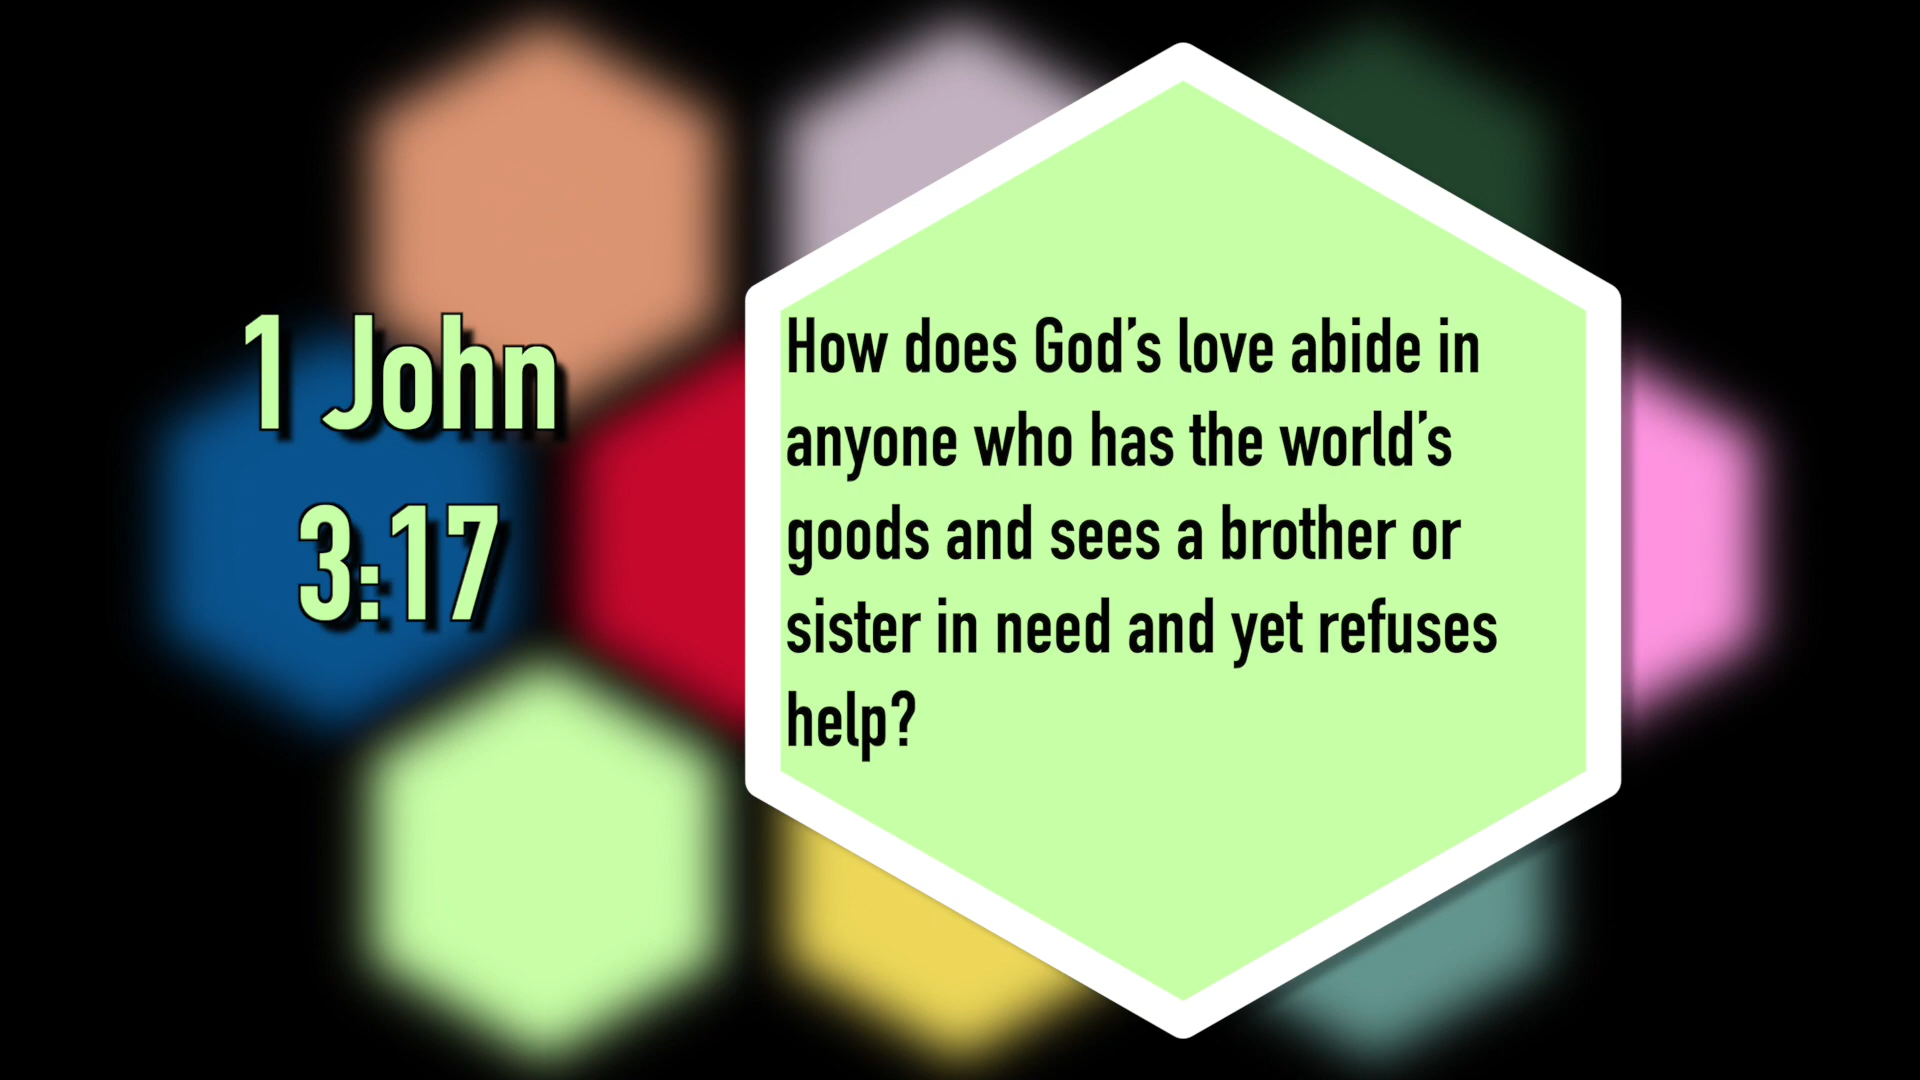 1 John
3:17
How does God’s love abide in
anyone who has the world’s
goods and sees a brother or
sister in need and yet refuses
help?